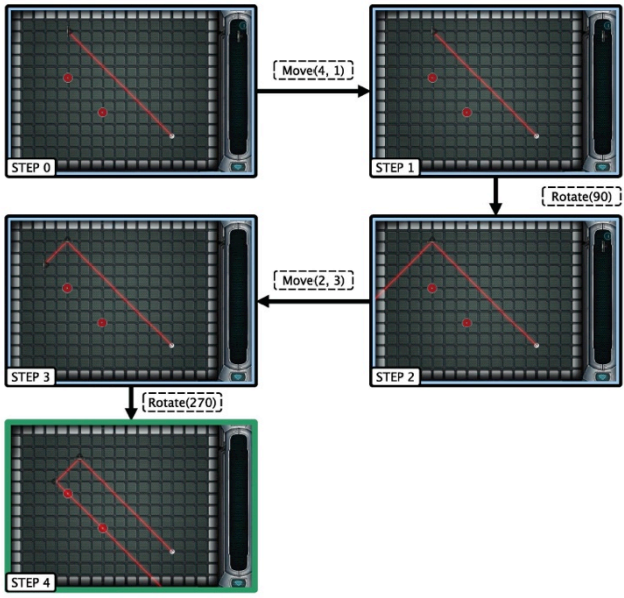 STEP 0
Move(4, 1)
STEP 1
Rotate(90)
STEP 3
Move(2, 3)
STEP 2
Rotate(270)
STEP 4